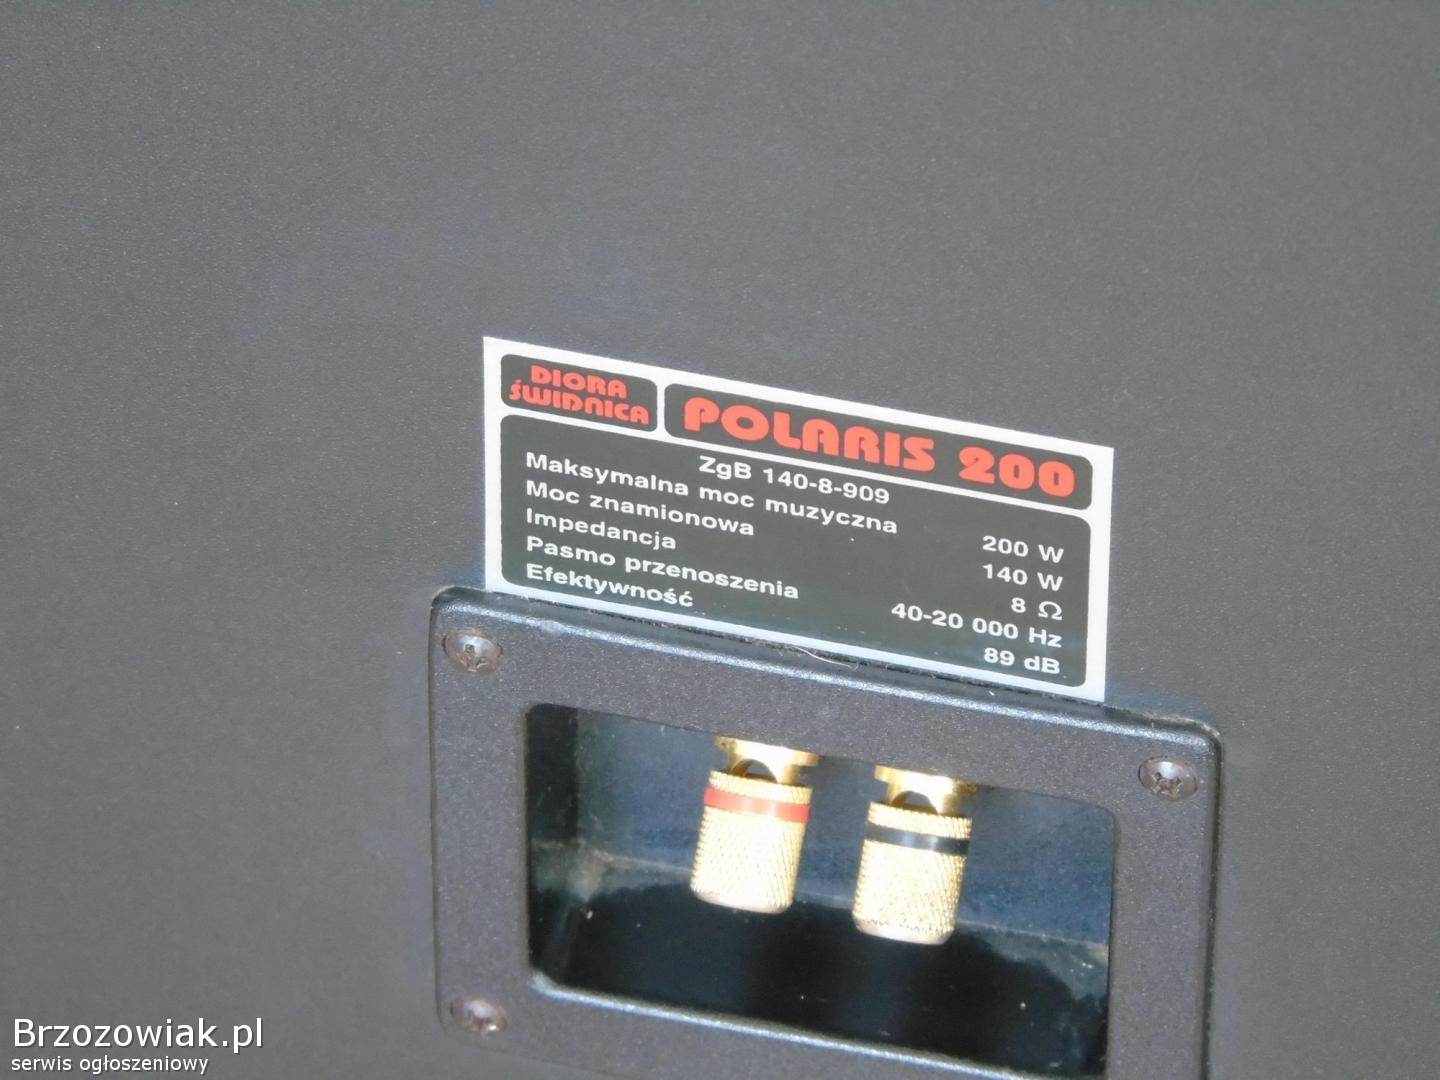 DIORA
ŚWIDNICA
POLARIS 200
ZgB 140-8-909
Maksymalna moc muzyczna 200 W
Moc znamionowa 140 W
Impedancja 8 Ω
Pasmo przenoszenia 40-20 000 Hz
Efektywność 89 dB
Brzozowiak.pl
serwis ogłoszeniowy